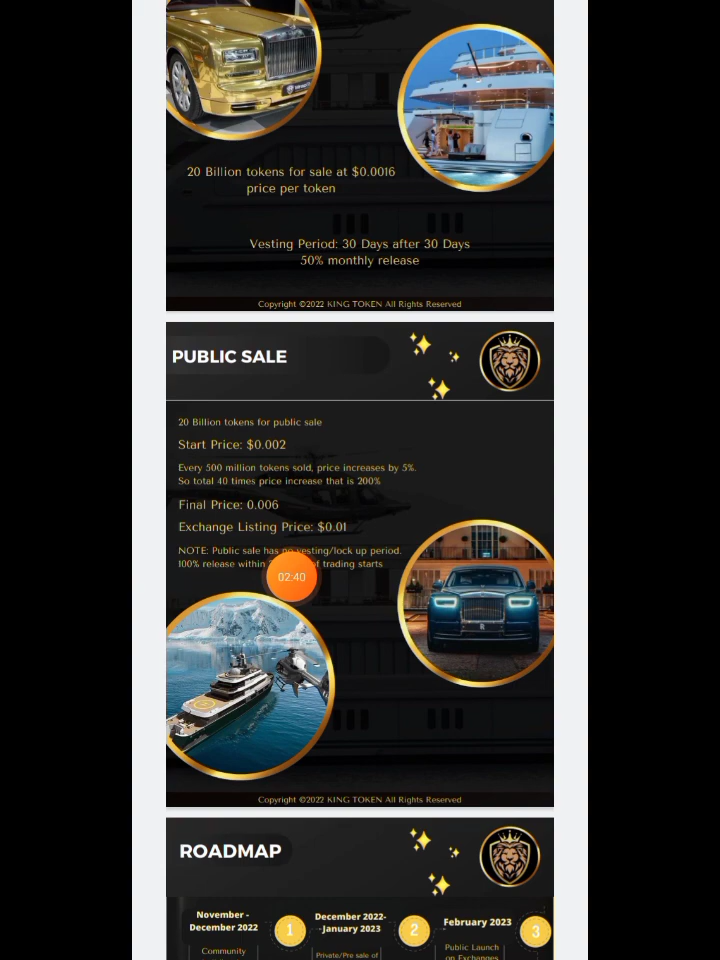 20 Billion tokens for sale at $0.0016
price per token
Vesting Period: 30 Days after 30 Days
50% monthly release
Copyright ©2022 KING TOKEN All Rights Reserved
PUBLIC SALE
20 Billion tokens for public sale
Start Price: $0.002
Every 500 million tokens sold, price increases by 5%.
So total 40 times price increase that is 200%
Final Price: 0.006
Exchange Listing Price: $0.01
NOTE: Public sale has no vesting/lock up period.
100% release within of trading starts
02:40
Copyright ©2022 KING TOKEN All Rights Reserved
ROADMAP
November -
December 2022
1
December 2022-
January 2023
2
February 2023
3
Community
Private/Pre sale of
Public Launch
on Exchanges